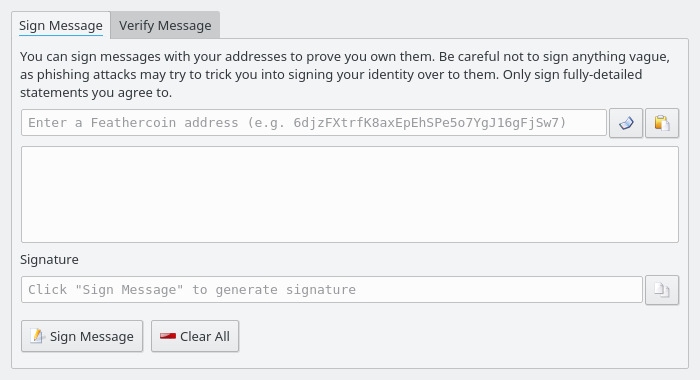 Sign Message Verify Message
You can sign messages with your addresses to prove you own them. Be careful not to sign anything vague,
as phishing attacks may try to trick you into signing your identity over to them. Only sign fully-detailed
statements you agree to.
Enter a Feathercoin address (e.g. 6djzFXtrfK8axEpEhSPe5o7YgJ16gFjSw7)
Signature
Click "Sign Message" to generate signature
Sign Message Clear All